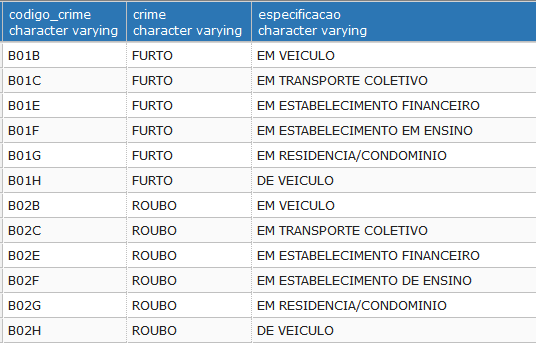 codigo_crime crime especificacao
character varying character varying character varying
B01B FURTO EM VEICULO
B01C FURTO EM TRANSPORTE COLETIVO
B01E FURTO EM ESTABELECIMENTO FINANCEIRO
B01F FURTO EM ESTABELECIMENTO EM ENSINO
B01G FURTO EM RESIDENCIA/CONDOMINIO
B01H FURTO DE VEICULO
B02B ROUBO EM VEICULO
B02C ROUBO EM TRANSPORTE COLETIVO
B02E ROUBO EM ESTABELECIMENTO FINANCEIRO
B02F ROUBO EM ESTABELECIMENTO DE ENSINO
B02G ROUBO EM RESIDENCIA/CONDOMINIO
B02H ROUBO DE VEICULO